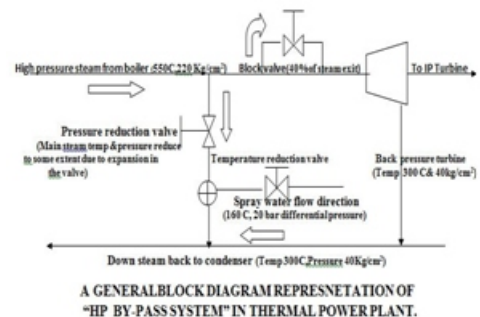 High pressure steam from boiler (550C,220 Kg/cm²)
Block valve(40% of steam exit)
To IP Turbine
Pressure reduction valve
(Main steam temp & pressure reduce
to some extent due to expansion in
the valve)
Temperature reduction valve
Spray water flow direction
(160 C, 20 bar differential pressure)
Back pressure turbine
(Temp 300 C & 40kg/cm²)
Down steam back to condenser (Temp300C,Pressure 40Kg/cm²)
A GENERALBLOCK DIAGRAM REPRESNETATION OF
“HP BY-PASS SYSTEM” IN THERMAL POWER PLANT.